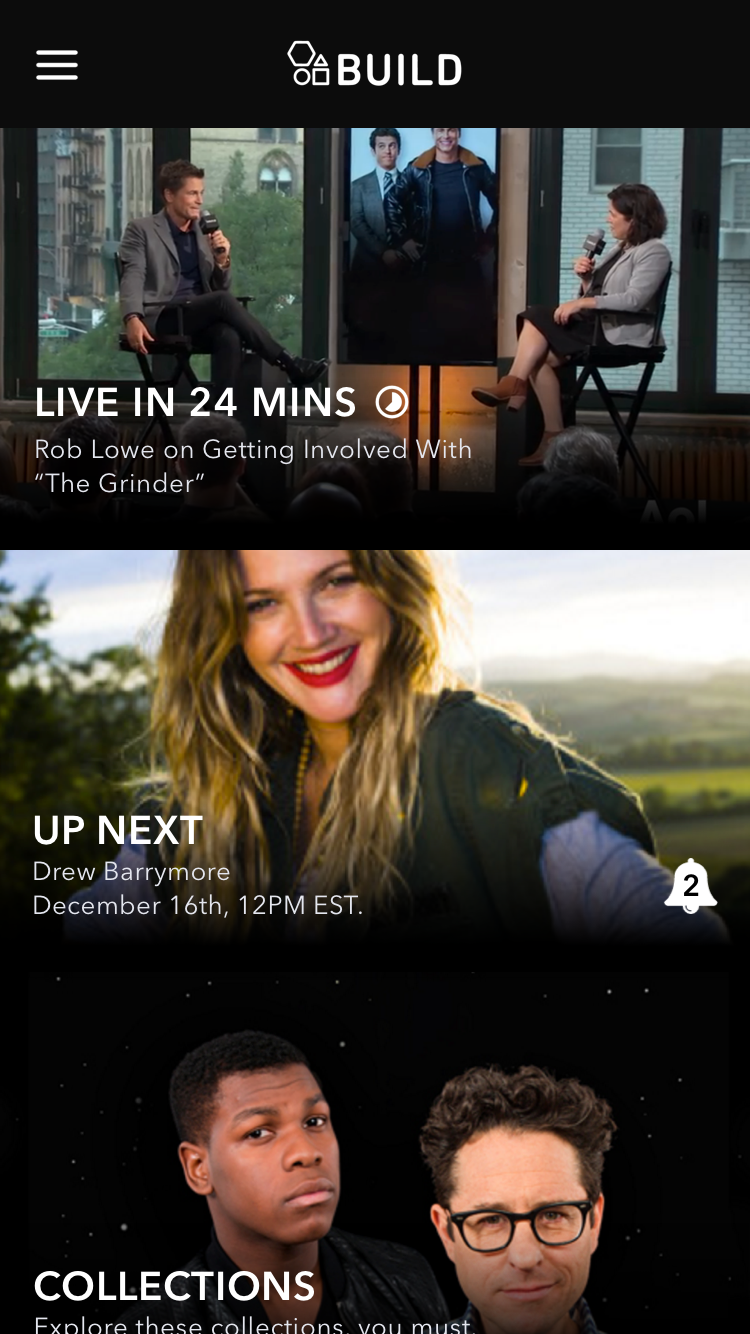 BUILD
LIVE IN 24 MINS
Rob Lowe on Getting Involved With
“The Grinder”
Aol
UP NEXT
Drew Barrymore
December 16th, 12PM EST.
2
COLLECTIONS
Explore these collections, you must.